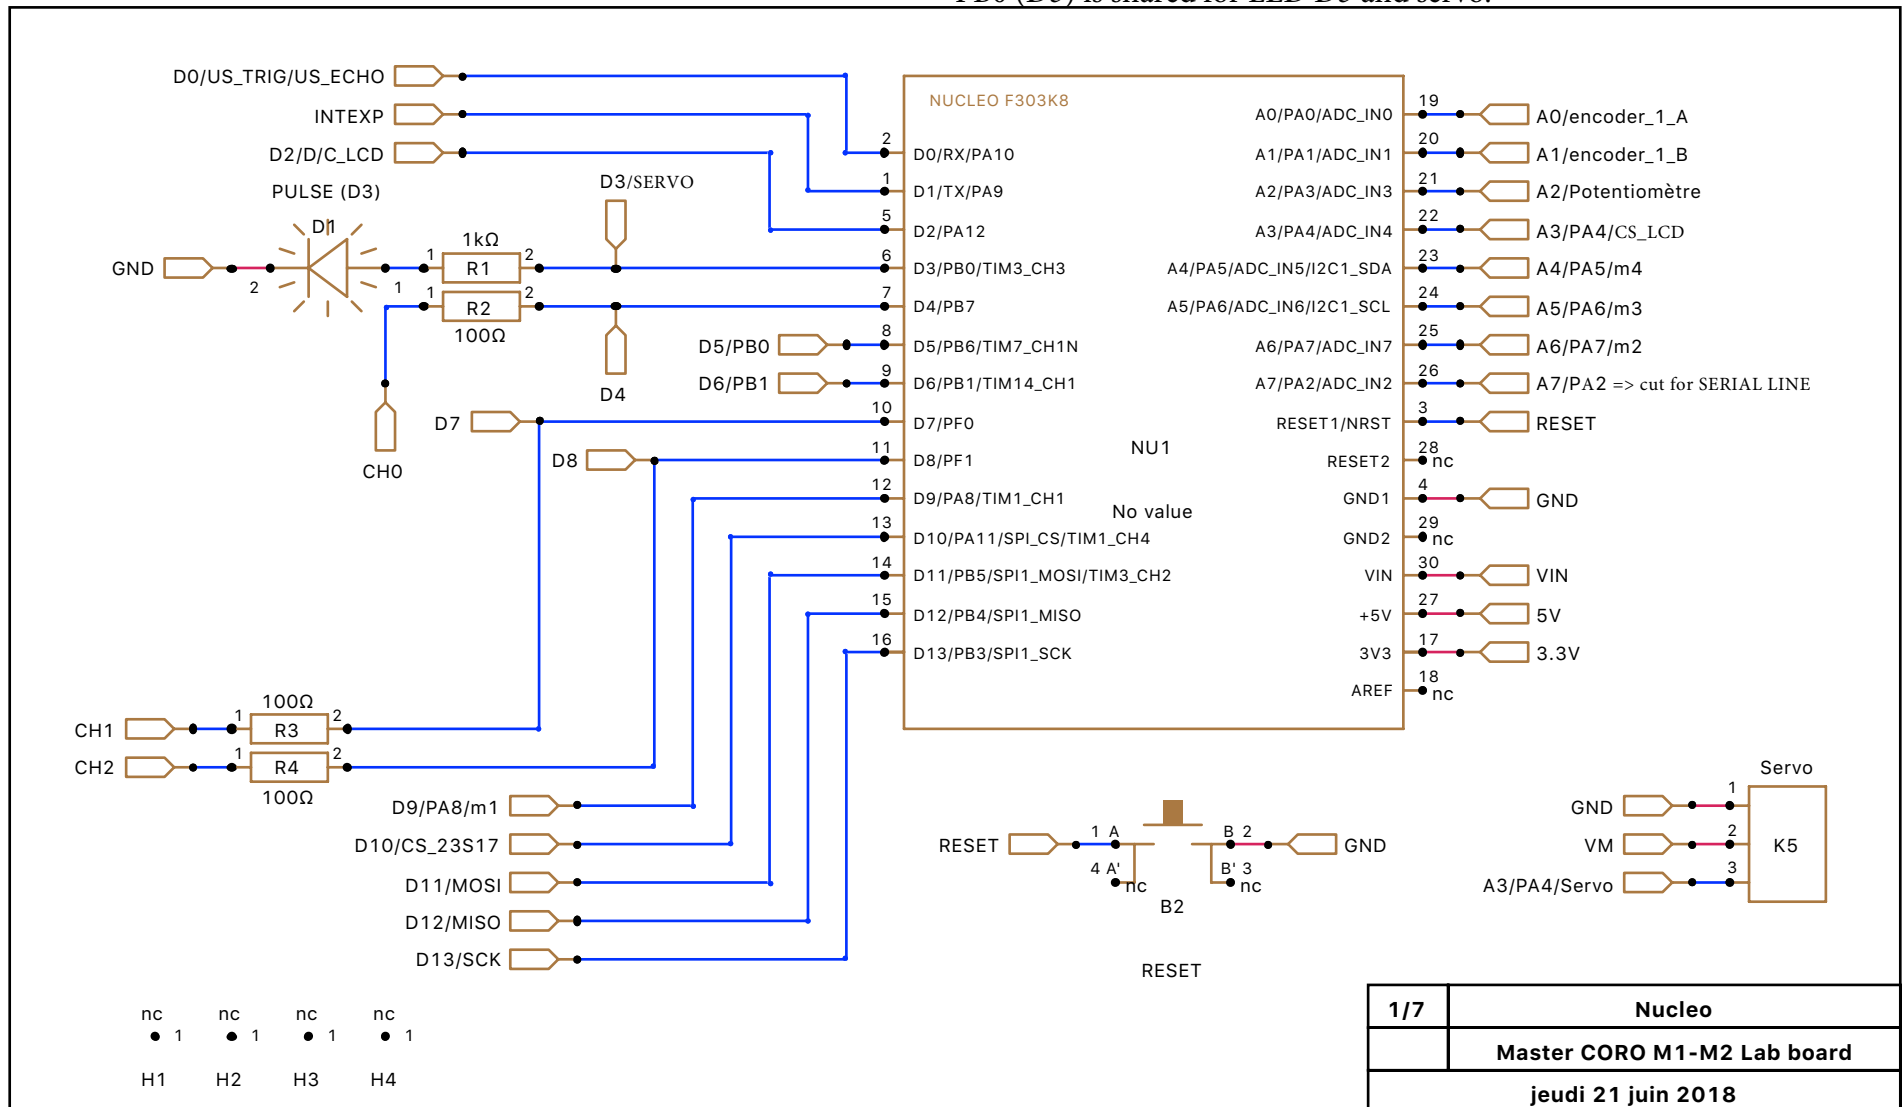 D0/US_TRIG/US_ECHO
INTEXP
D2/D/C_LCD
PULSE (D3)
D1
GND
2
1
1kΩ
1 R1 2
1 R2 2
100Ω
D3/SERVO
D4
CH0
D5/PB0
D6/PB1
D7
D8
NUCLEO F303K8
2 D0/RX/PA10
1 D1/TX/PA9
5 D2/PA12
6 D3/PB0/TIM3_CH3
7 D4/PB7
8 D5/PB6/TIM7_CH1N
9 D6/PB1/TIM14_CH1
10 D7/PF0
11 D8/PF1
12 D9/PA8/TIM1_CH1
13 D10/PA11/SPI_CS/TIM1_CH4
14 D11/PB5/SPI1_MOSI/TIM3_CH2
15 D12/PB4/SPI1_MISO
16 D13/PB3/SPI1_SCK
NU1
No value
A0/PA0/ADC_IN0 19 A0/encoder_1_A
A1/PA1/ADC_IN1 20 A1/encoder_1_B
A2/PA3/ADC_IN3 21 A2/Potentiomètre
A3/PA4/ADC_IN4 22 A3/PA4/CS_LCD
A4/PA5/ADC_IN5/I2C1_SDA 23 A4/PA5/m4
A5/PA6/ADC_IN6/I2C1_SCL 24 A5/PA6/m3
A6/PA7/ADC_IN7 25 A6/PA7/m2
A7/PA2/ADC_IN2 26 A7/PA2 => cut for SERIAL LINE
RESET1/NRST 3 RESET
RESET2 28 nc
GND1 4 GND
GND2 29 nc
VIN 30 VIN
+5V 27 5V
3V3 17 3.3V
AREF 18 nc
100Ω
CH1 1 R3 2
CH2 1 R4 2
100Ω
D9/PA8/m1
D10/CS_23S17
D11/MOSI
D12/MISO
D13/SCK
RESET 1 A B 2 GND
4 A' nc B' 3 nc
B2
RESET
Servo
GND 1
VM 2 K5
A3/PA4/Servo 3
nc nc nc nc
1 1 1 1
H1 H2 H3 H4
1/7 Nucleo
Master CORO M1-M2 Lab board
jeudi 21 juin 2018